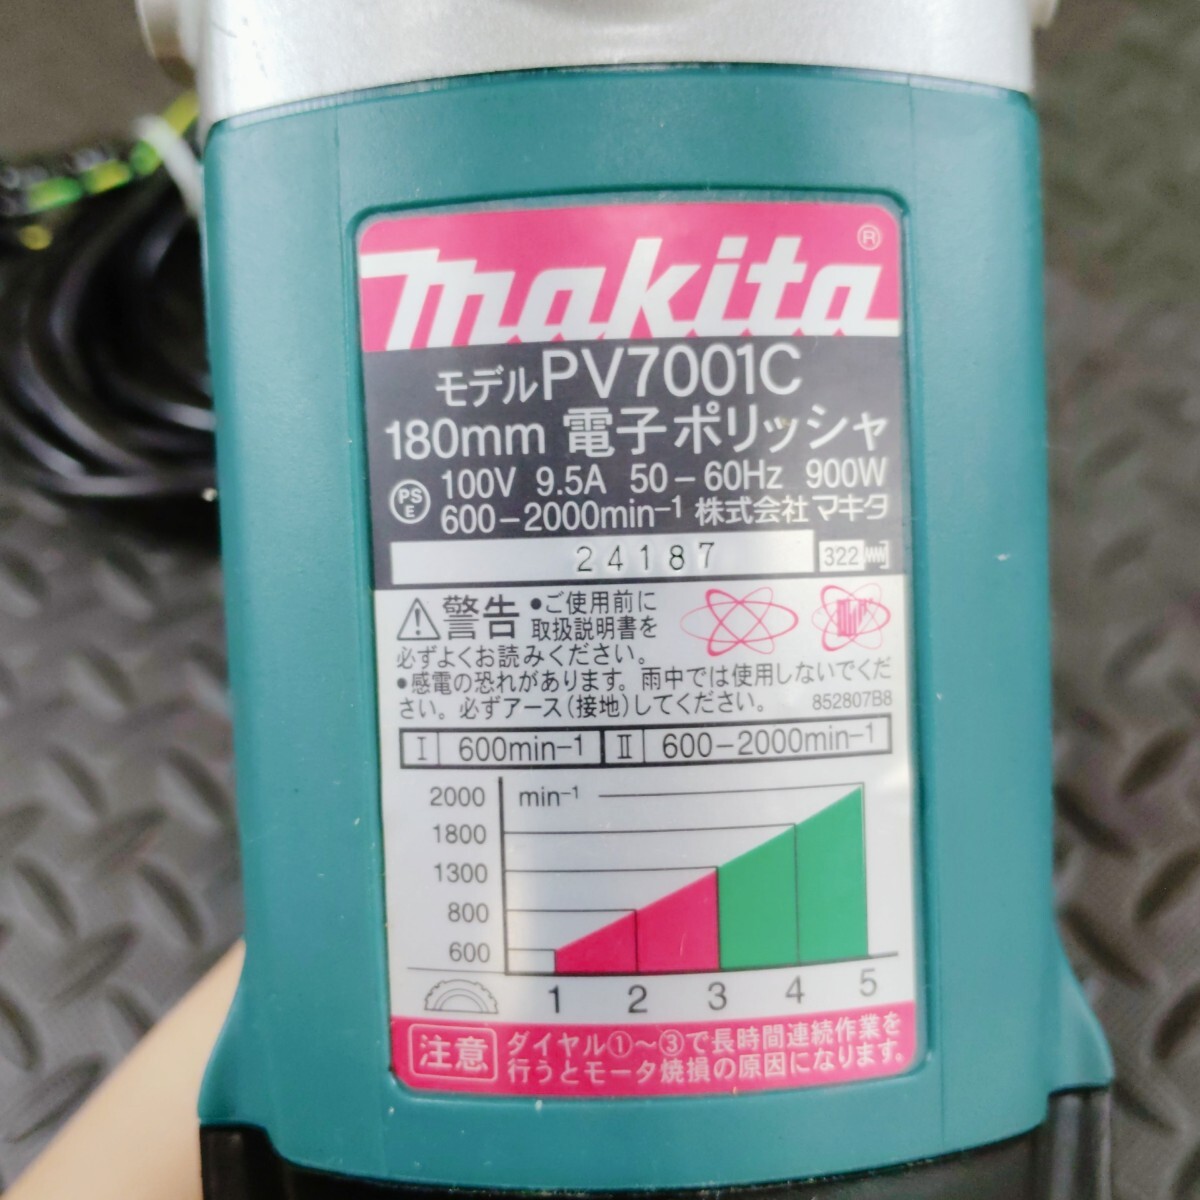 makita®
モデルPV7001C
180mm 電子ポリッシャ
PSE 100V 9.5A 50-60Hz 900W
600-2000min-1 株式会社マキタ
24187 322
警告 •ご使用前に
取扱説明書を
必ずよくお読みください。
•感電の恐れがあります。雨中では使用しないでくだ
さい。必ずアース(接地)してください。 852807B8
I 600min-1 II 600-2000min-1
2000 min-1
1800
1300
800
600
1 2 3 4 5
注意 ダイヤル①~③で長時間連続作業を
行うとモータ焼損の原因になります。